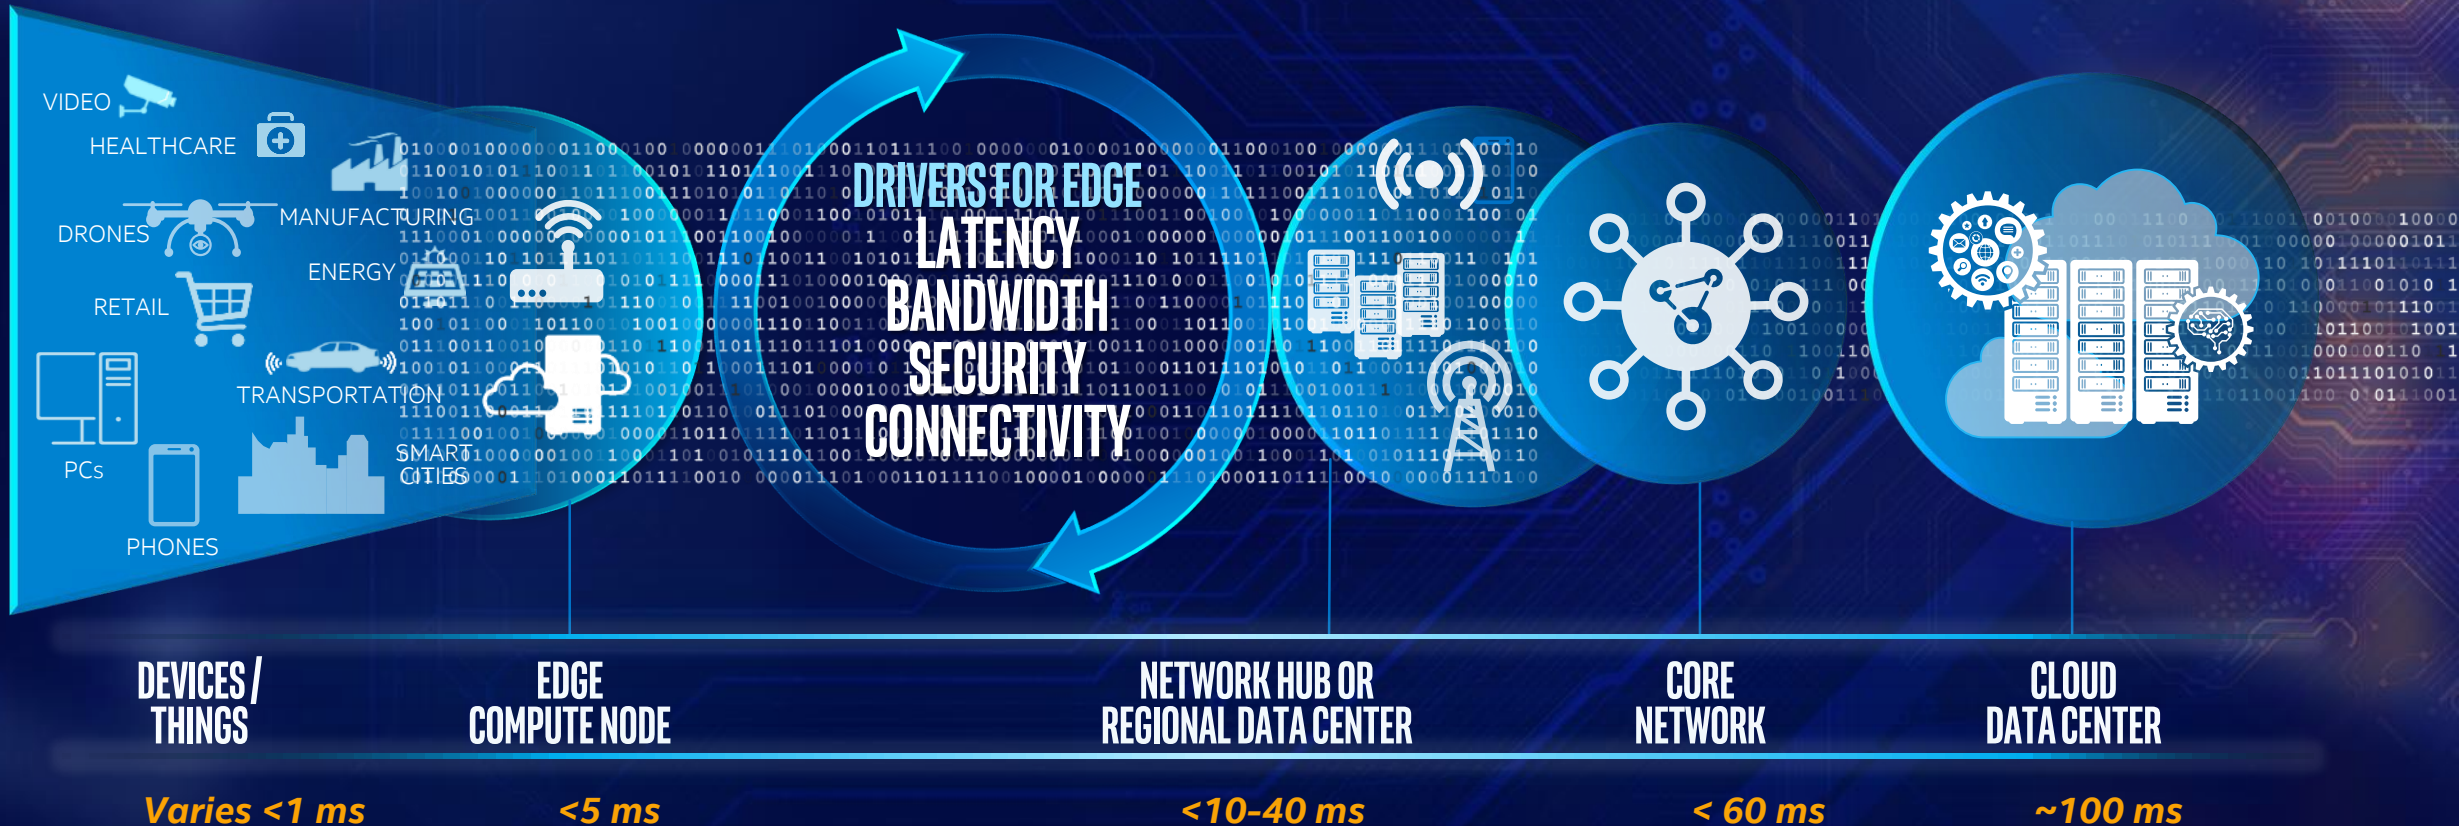 VIDEO
HEALTHCARE
MANUFACTURING
DRONES
ENERGY
RETAIL
TRANSPORTATION
PCs
SMART
CITIES
PHONES
DRIVERS FOR EDGE
LATENCY
BANDWIDTH
SECURITY
CONNECTIVITY
DEVICES /
THINGS
EDGE
COMPUTE NODE
NETWORK HUB OR
REGIONAL DATA CENTER
CORE
NETWORK
CLOUD
DATA CENTER
Varies <1 ms
<5 ms
<10-40 ms
< 60 ms
~100 ms